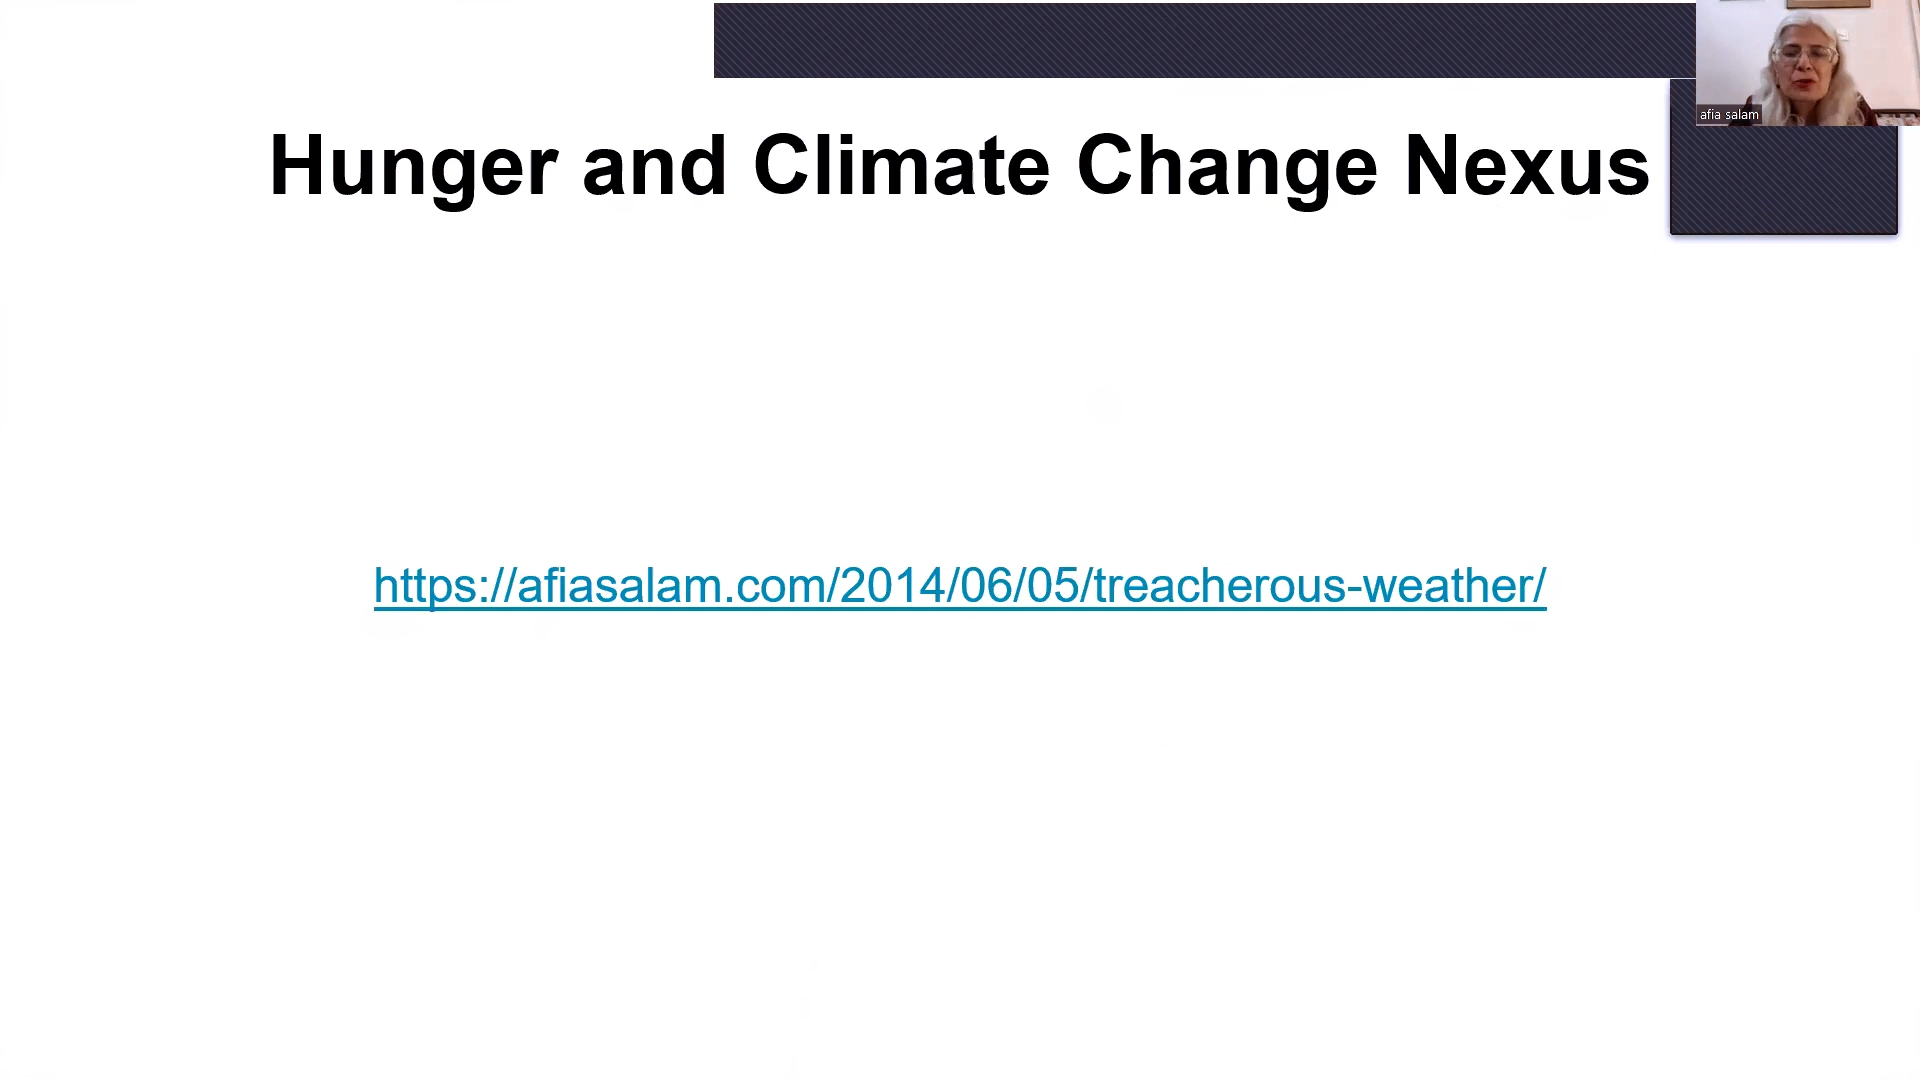 afia salam
Hunger and Climate Change Nexus
https://afiasalam.com/2014/06/05/treacherous-weather/